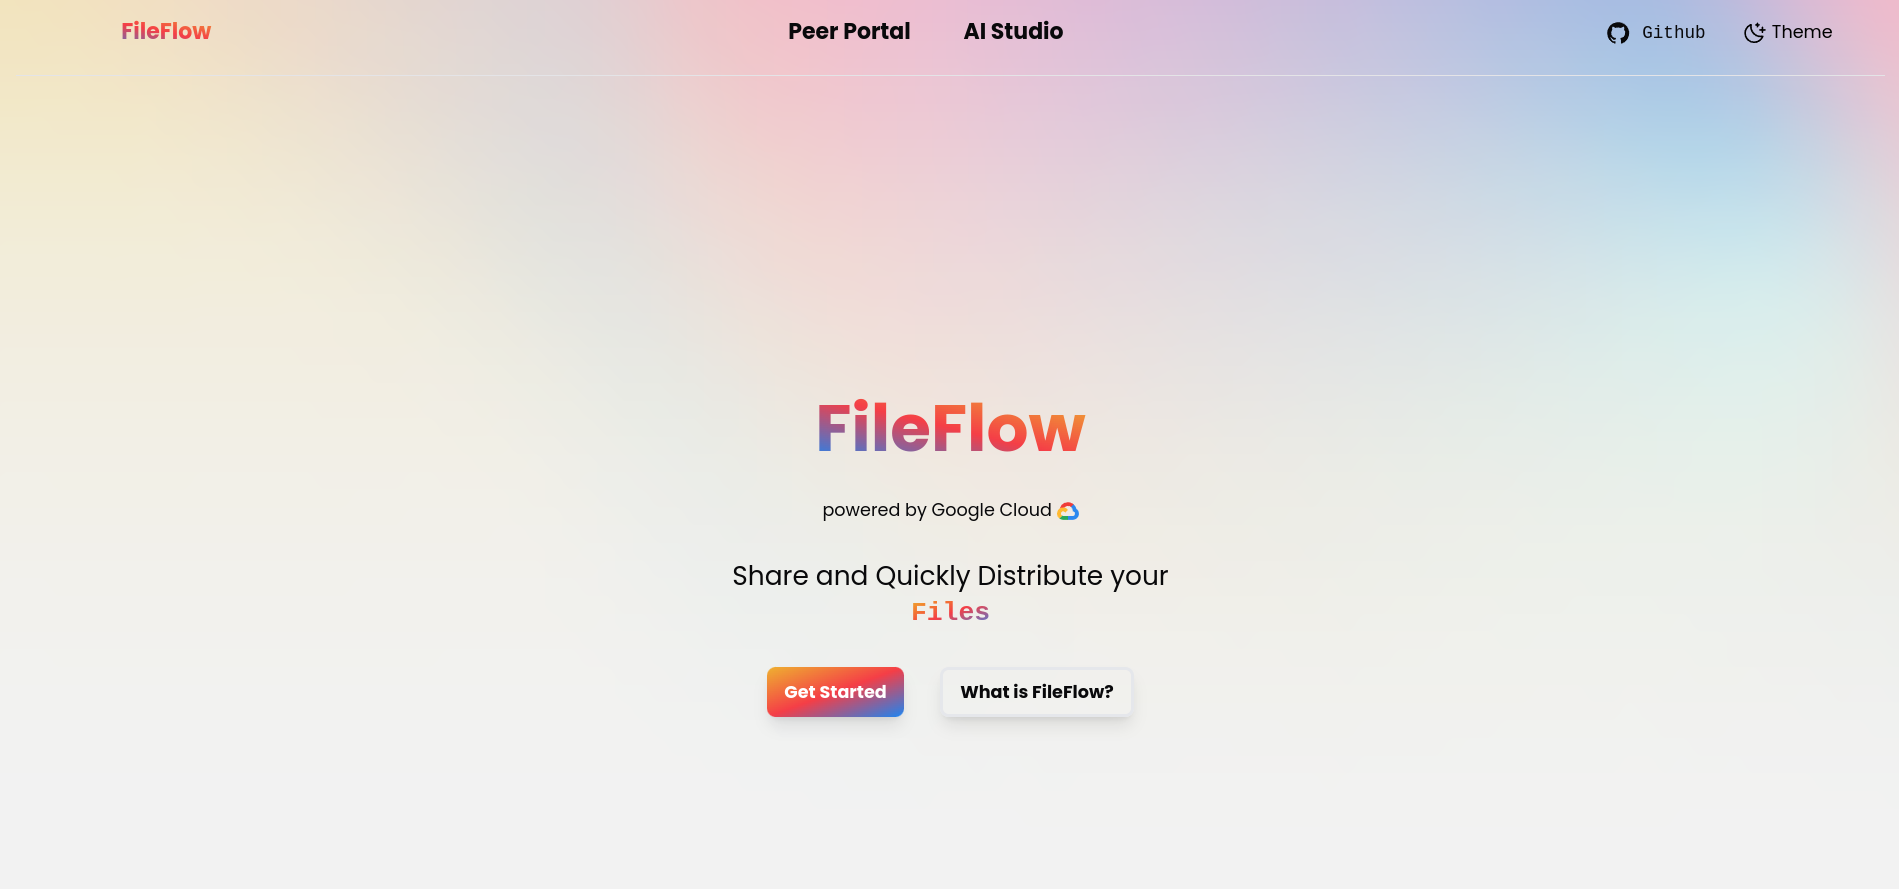 FileFlow
Peer Portal
AI Studio
Github
Theme
FileFlow
powered by Google Cloud
Share and Quickly Distribute your
Files
Get Started
What is FileFlow?